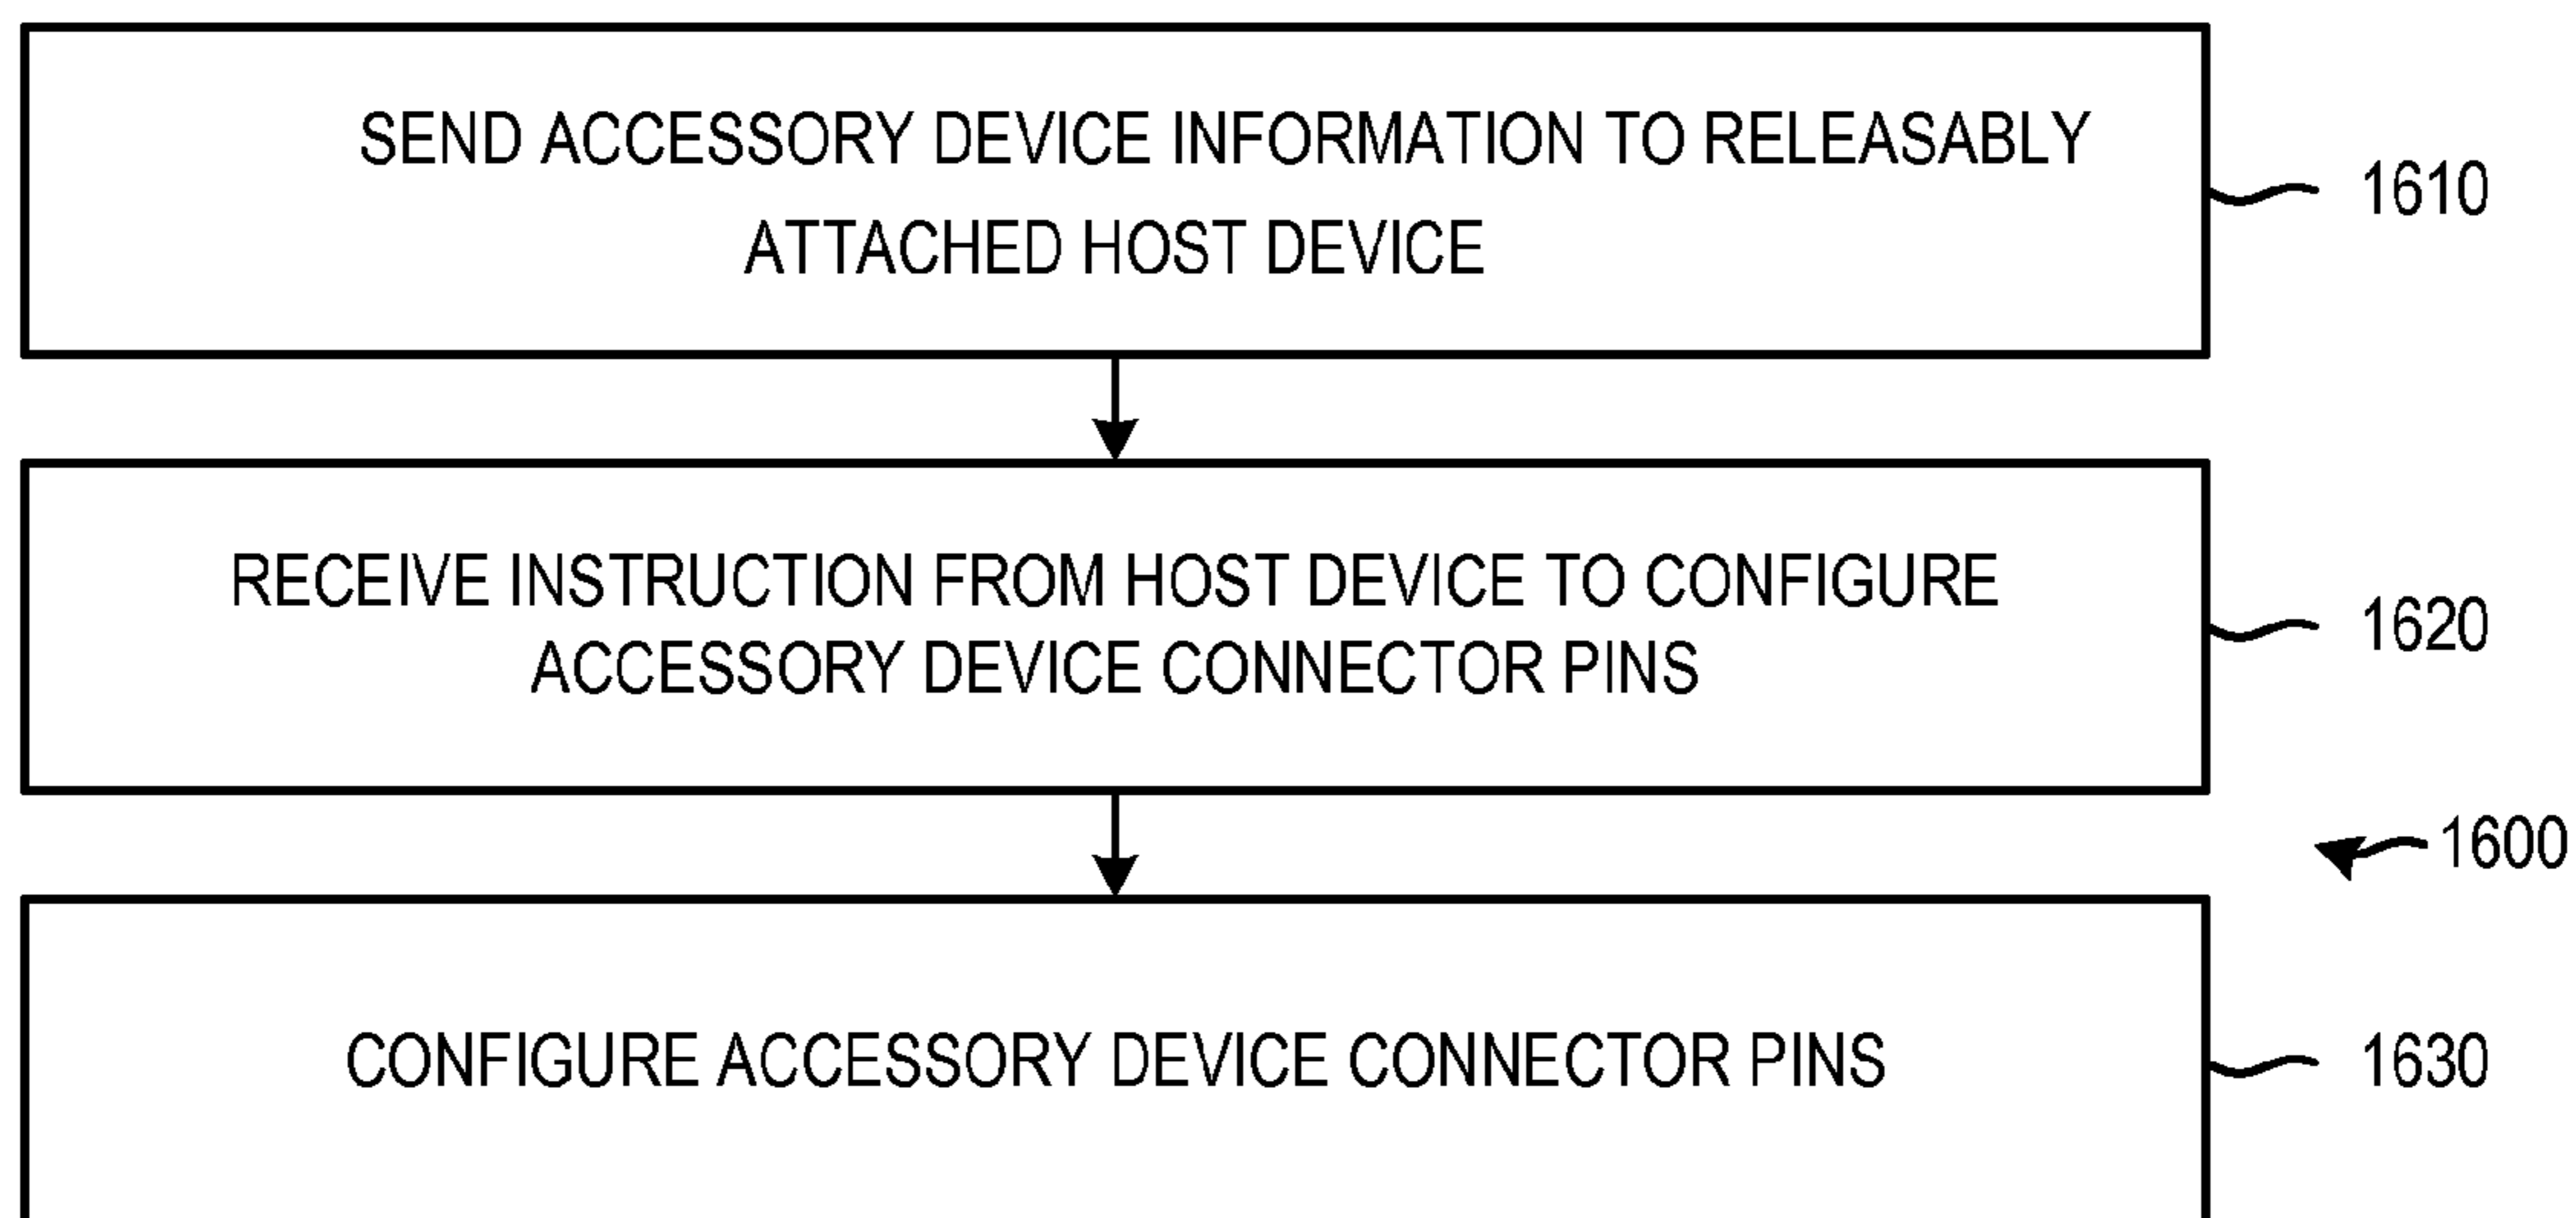 SEND ACCESSORY DEVICE INFORMATION TO RELEASABLY
ATTACHED HOST DEVICE
1610
RECEIVE INSTRUCTION FROM HOST DEVICE TO CONFIGURE
ACCESSORY DEVICE CONNECTOR PINS
1620
1600
CONFIGURE ACCESSORY DEVICE CONNECTOR PINS
1630